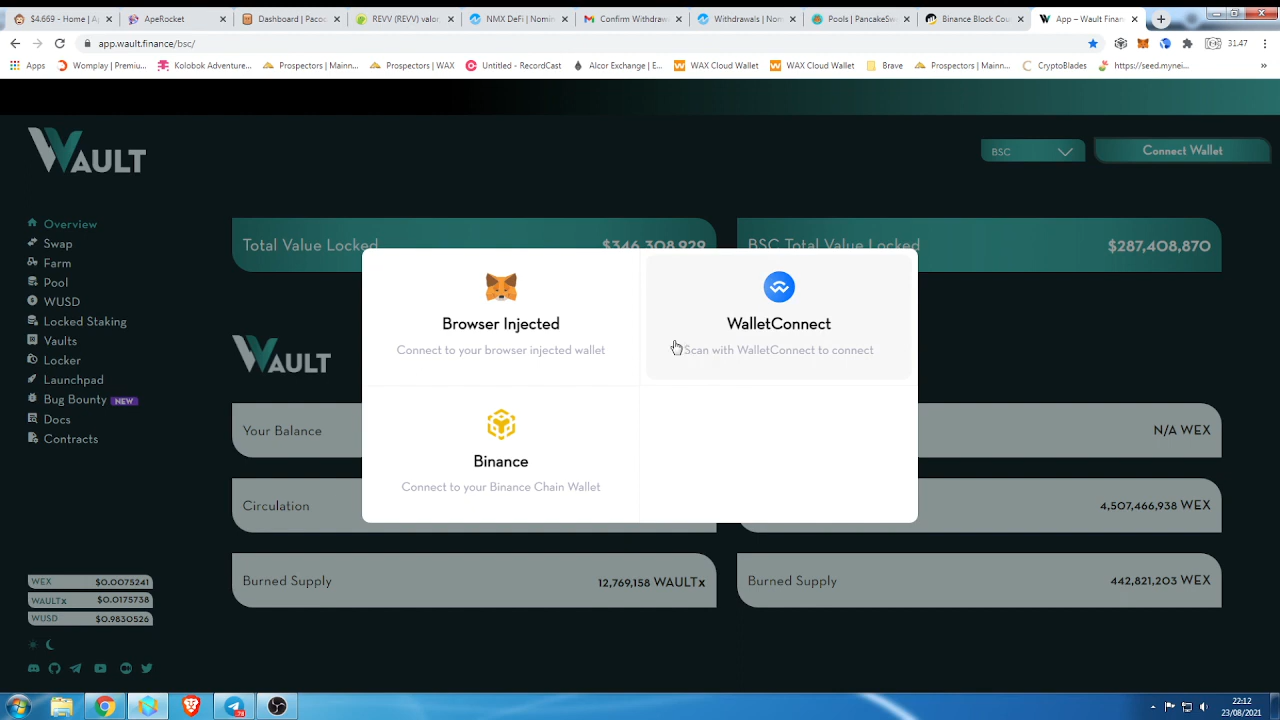 $4.669 - Home | A
ApeRocket
Dashboard | Pacoc
REVV (REVV) valor
NMX DeFi | Nomin
Confirm Withdraw
Withdrawals | Nom
Pools | PancakeSw
Binance Block Cou
App – Wault Finan
app.wault.finance/bsc/
31.47
Apps
Womplay | Premiu...
Kolobok Adventure...
Prospectors | Mainn...
Prospectors | WAX
Untitled - RecordCast
Alcor Exchange | E...
WAX Cloud Wallet
WAX Cloud Wallet
Brave
Prospectors | Mainn...
CryptoBlades
https://seed.mynei...
»
WAULT
BSC
Connect Wallet
Overview
Swap
Farm
Pool
WUSD
Locked Staking
Vaults
Locker
Launchpad
Bug Bounty NEW
Docs
Contracts
Total Value Locked
$346,308,929
BSC Total Value Locked
$287,408,870
Browser Injected
Connect to your browser injected wallet
WalletConnect
Scan with WalletConnect to connect
Binance
Connect to your Binance Chain Wallet
WAULT
Your Balance
N/A WEX
Circulation
4,507,466,938 WEX
Burned Supply
12,769,158 WAULTx
Burned Supply
442,821,203 WEX
WEX $0.0075241
WAULTx $0.0175738
WUSD $0.9830526
22:12
23/08/2021